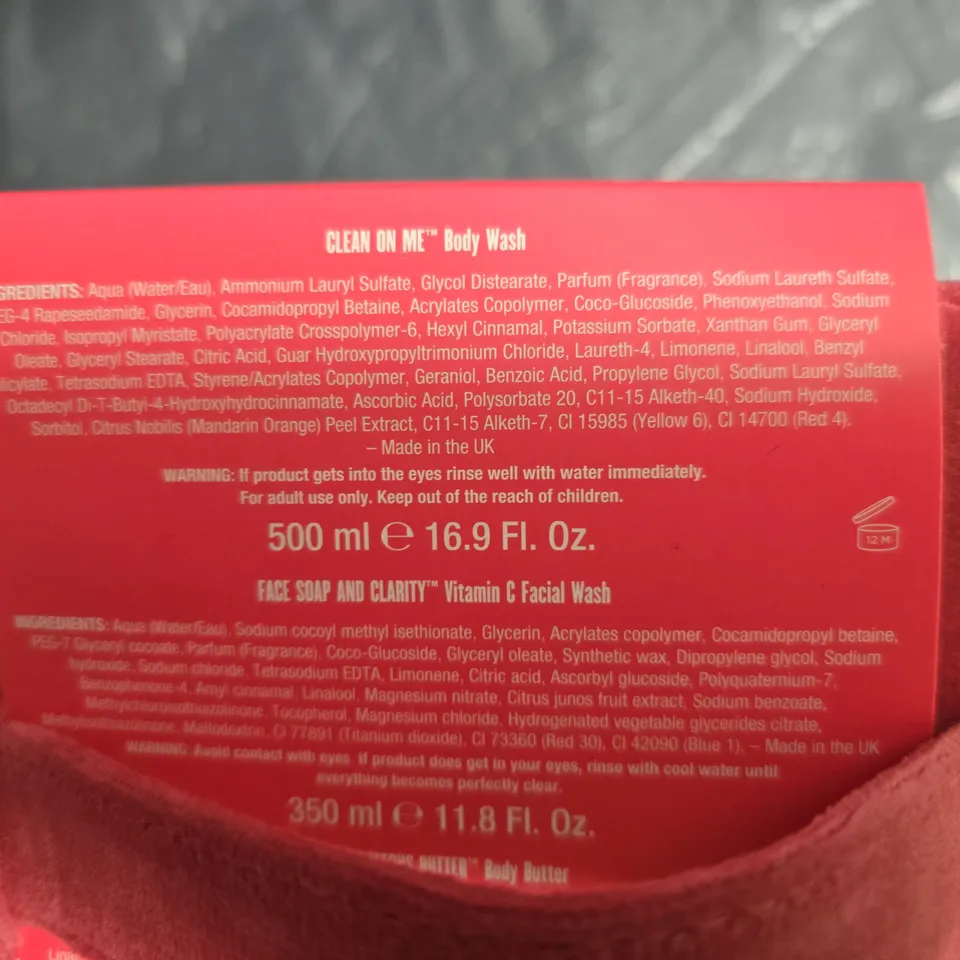 CLEAN ON ME™ Body Wash
GREDIENTS: Aqua (Water/Eau), Ammonium Lauryl Sulfate, Glycol Distearate, Parfum (Fragrance), Sodium Laureth Sulfate,
EG-4 Rapeseedamide, Glycerin, Cocamidopropyl Betaine, Acrylates Copolymer, Coco-Glucoside, Phenoxyethanol, Sodium
Chloride, Isopropyl Myristate, Polyacrylate Crosspolymer-6, Hexyl Cinnamal, Potassium Sorbate, Xanthan Gum, Glyceryl
Oleate, Glyceryl Stearate, Citric Acid, Guar Hydroxypropyltrimonium Chloride, Laureth-4, Limonene, Linalool, Benzyl
licylate, Tetrasodium EDTA, Styrene/Acrylates Copolymer, Geraniol, Benzoic Acid, Propylene Glycol, Sodium Lauryl Sulfate,
Octadecyl Di-T-Butyl-4-Hydroxyhydrocinnamate, Ascorbic Acid, Polysorbate 20, C11-15 Alketh-40, Sodium Hydroxide,
Sorbitol, Citrus Nobilis (Mandarin Orange) Peel Extract, C11-15 Alketh-7, CI 15985 (Yellow 6), CI 14700 (Red 4).
– Made in the UK
WARNING: If product gets into the eyes rinse well with water immediately.
For adult use only. Keep out of the reach of children.
500 ml ℮ 16.9 Fl. Oz.
12 M
FACE SOAP AND CLARITY™ Vitamin C Facial Wash
INGREDIENTS: Aqua (Water/Eau), Sodium cocoyl methyl isethionate, Glycerin, Acrylates copolymer, Cocamidopropyl betaine,
PEG-7 Glyceryl cocoate, Parfum (Fragrance), Coco-Glucoside, Glyceryl oleate, Synthetic wax, Dipropylene glycol, Sodium
hydroxide, Sodium chloride, Tetrasodium EDTA, Limonene, Citric acid, Ascorbyl glucoside, Polyquaternium-7,
Benzophenone-4, Amyl cinnamal, Linalool, Magnesium nitrate, Citrus junos fruit extract, Sodium benzoate,
Methylchloroisothiazolinone, Tocopherol, Magnesium chloride, Hydrogenated vegetable glycerides citrate,
Methylisothiazolinone, Maltodextrin, CI 77891 (Titanium dioxide), CI 73360 (Red 30), CI 42090 (Blue 1). – Made in the UK
WARNING: Avoid contact with eyes. If product does get in your eyes, rinse with cool water until
everything becomes perfectly clear.
350 ml ℮ 11.8 Fl. Oz.
BUTTER™ Body Butter